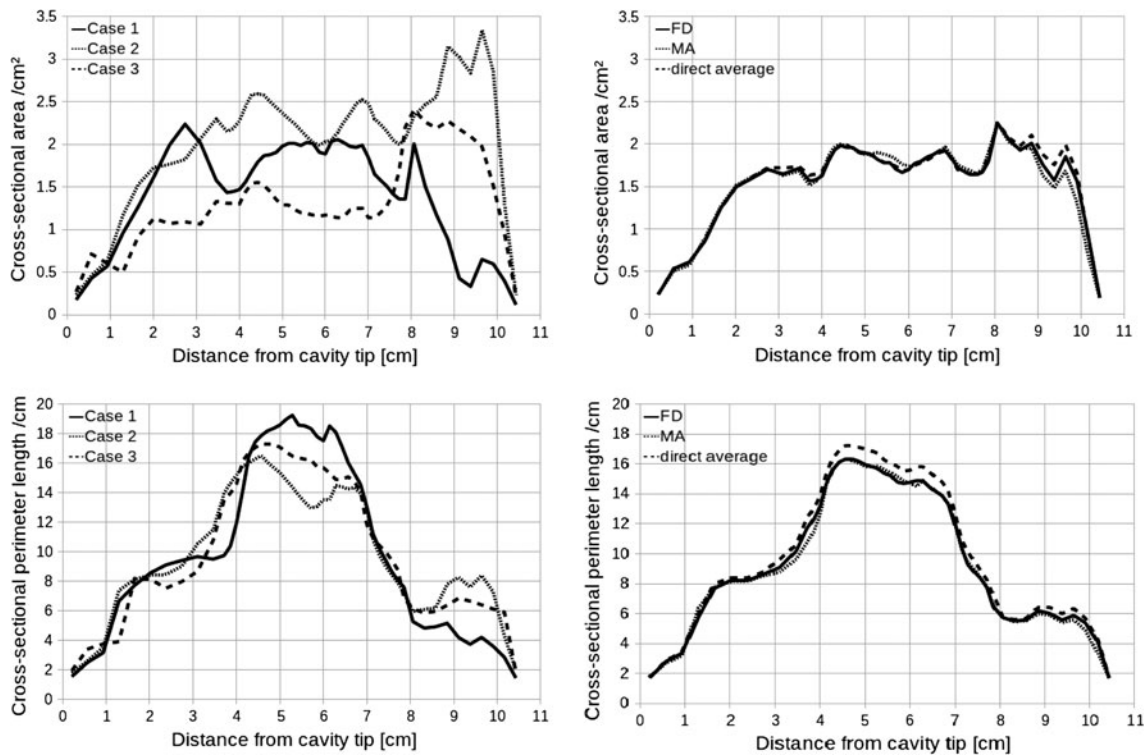 3.5
3
2.5
2
1.5
1
0.5
0
Cross-sectional area /cm²
Case 1
Case 2
Case 3
0 1 2 3 4 5 6 7 8 9 10 11
Distance from cavity tip [cm]
3.5
3
2.5
2
1.5
1
0.5
0
Cross-sectional area /cm²
FD
MA
direct average
0 1 2 3 4 5 6 7 8 9 10 11
Distance from cavity tip [cm]
20
18
16
14
12
10
8
6
4
2
0
Cross-sectional perimeter length /cm
Case 1
Case 2
Case 3
0 1 2 3 4 5 6 7 8 9 10 11
Distance from cavity tip [cm]
20
18
16
14
12
10
8
6
4
2
0
Cross-sectional perimeter length /cm
FD
MA
direct average
0 1 2 3 4 5 6 7 8 9 10 11
Distance from cavity tip [cm]